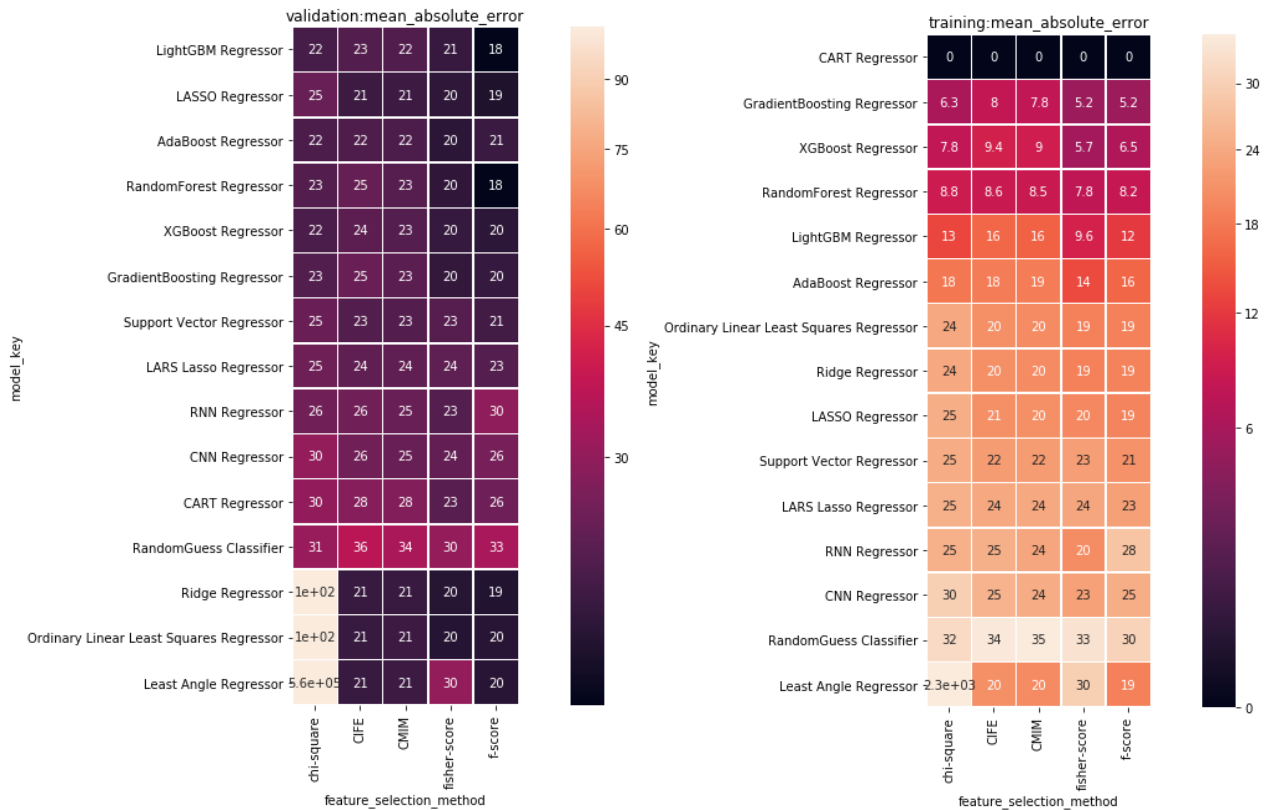 validation:mean_absolute_error
LightGBM Regressor 22 23 22 21 18
LASSO Regressor 25 21 21 20 19
AdaBoost Regressor 22 22 22 20 21
RandomForest Regressor 23 25 23 20 18
XGBoost Regressor 22 24 23 20 20
GradientBoosting Regressor 23 25 23 20 20
Support Vector Regressor 25 23 23 23 21
LARS Lasso Regressor 25 24 24 24 23
RNN Regressor 26 26 25 23 30
CNN Regressor 30 26 25 24 26
CART Regressor 30 28 28 23 26
RandomGuess Classifier 31 36 34 30 33
Ridge Regressor 1e+02 21 21 20 19
Ordinary Linear Least Squares Regressor 1e+02 21 21 20 20
Least Angle Regressor 5.6e+05 21 21 30 20
model_key
chi-square CIFE CMIM fisher-score f-score
feature_selection_method
90
75
60
45
30
training:mean_absolute_error
CART Regressor 0 0 0 0 0
GradientBoosting Regressor 6.3 8 7.8 5.2 5.2
XGBoost Regressor 7.8 9.4 9 5.7 6.5
RandomForest Regressor 8.8 8.6 8.5 7.8 8.2
LightGBM Regressor 13 16 16 9.6 12
AdaBoost Regressor 18 18 19 14 16
Ordinary Linear Least Squares Regressor 24 20 20 19 19
Ridge Regressor 24 20 20 19 19
LASSO Regressor 25 21 20 20 19
Support Vector Regressor 25 22 22 23 21
LARS Lasso Regressor 25 24 24 24 23
RNN Regressor 25 25 24 20 28
CNN Regressor 30 25 24 23 25
RandomGuess Classifier 32 34 35 33 30
Least Angle Regressor 2.3e+03 20 20 30 19
model_key
chi-square CIFE CMIM fisher-score f-score
feature_selection_method
30
24
18
12
6
0